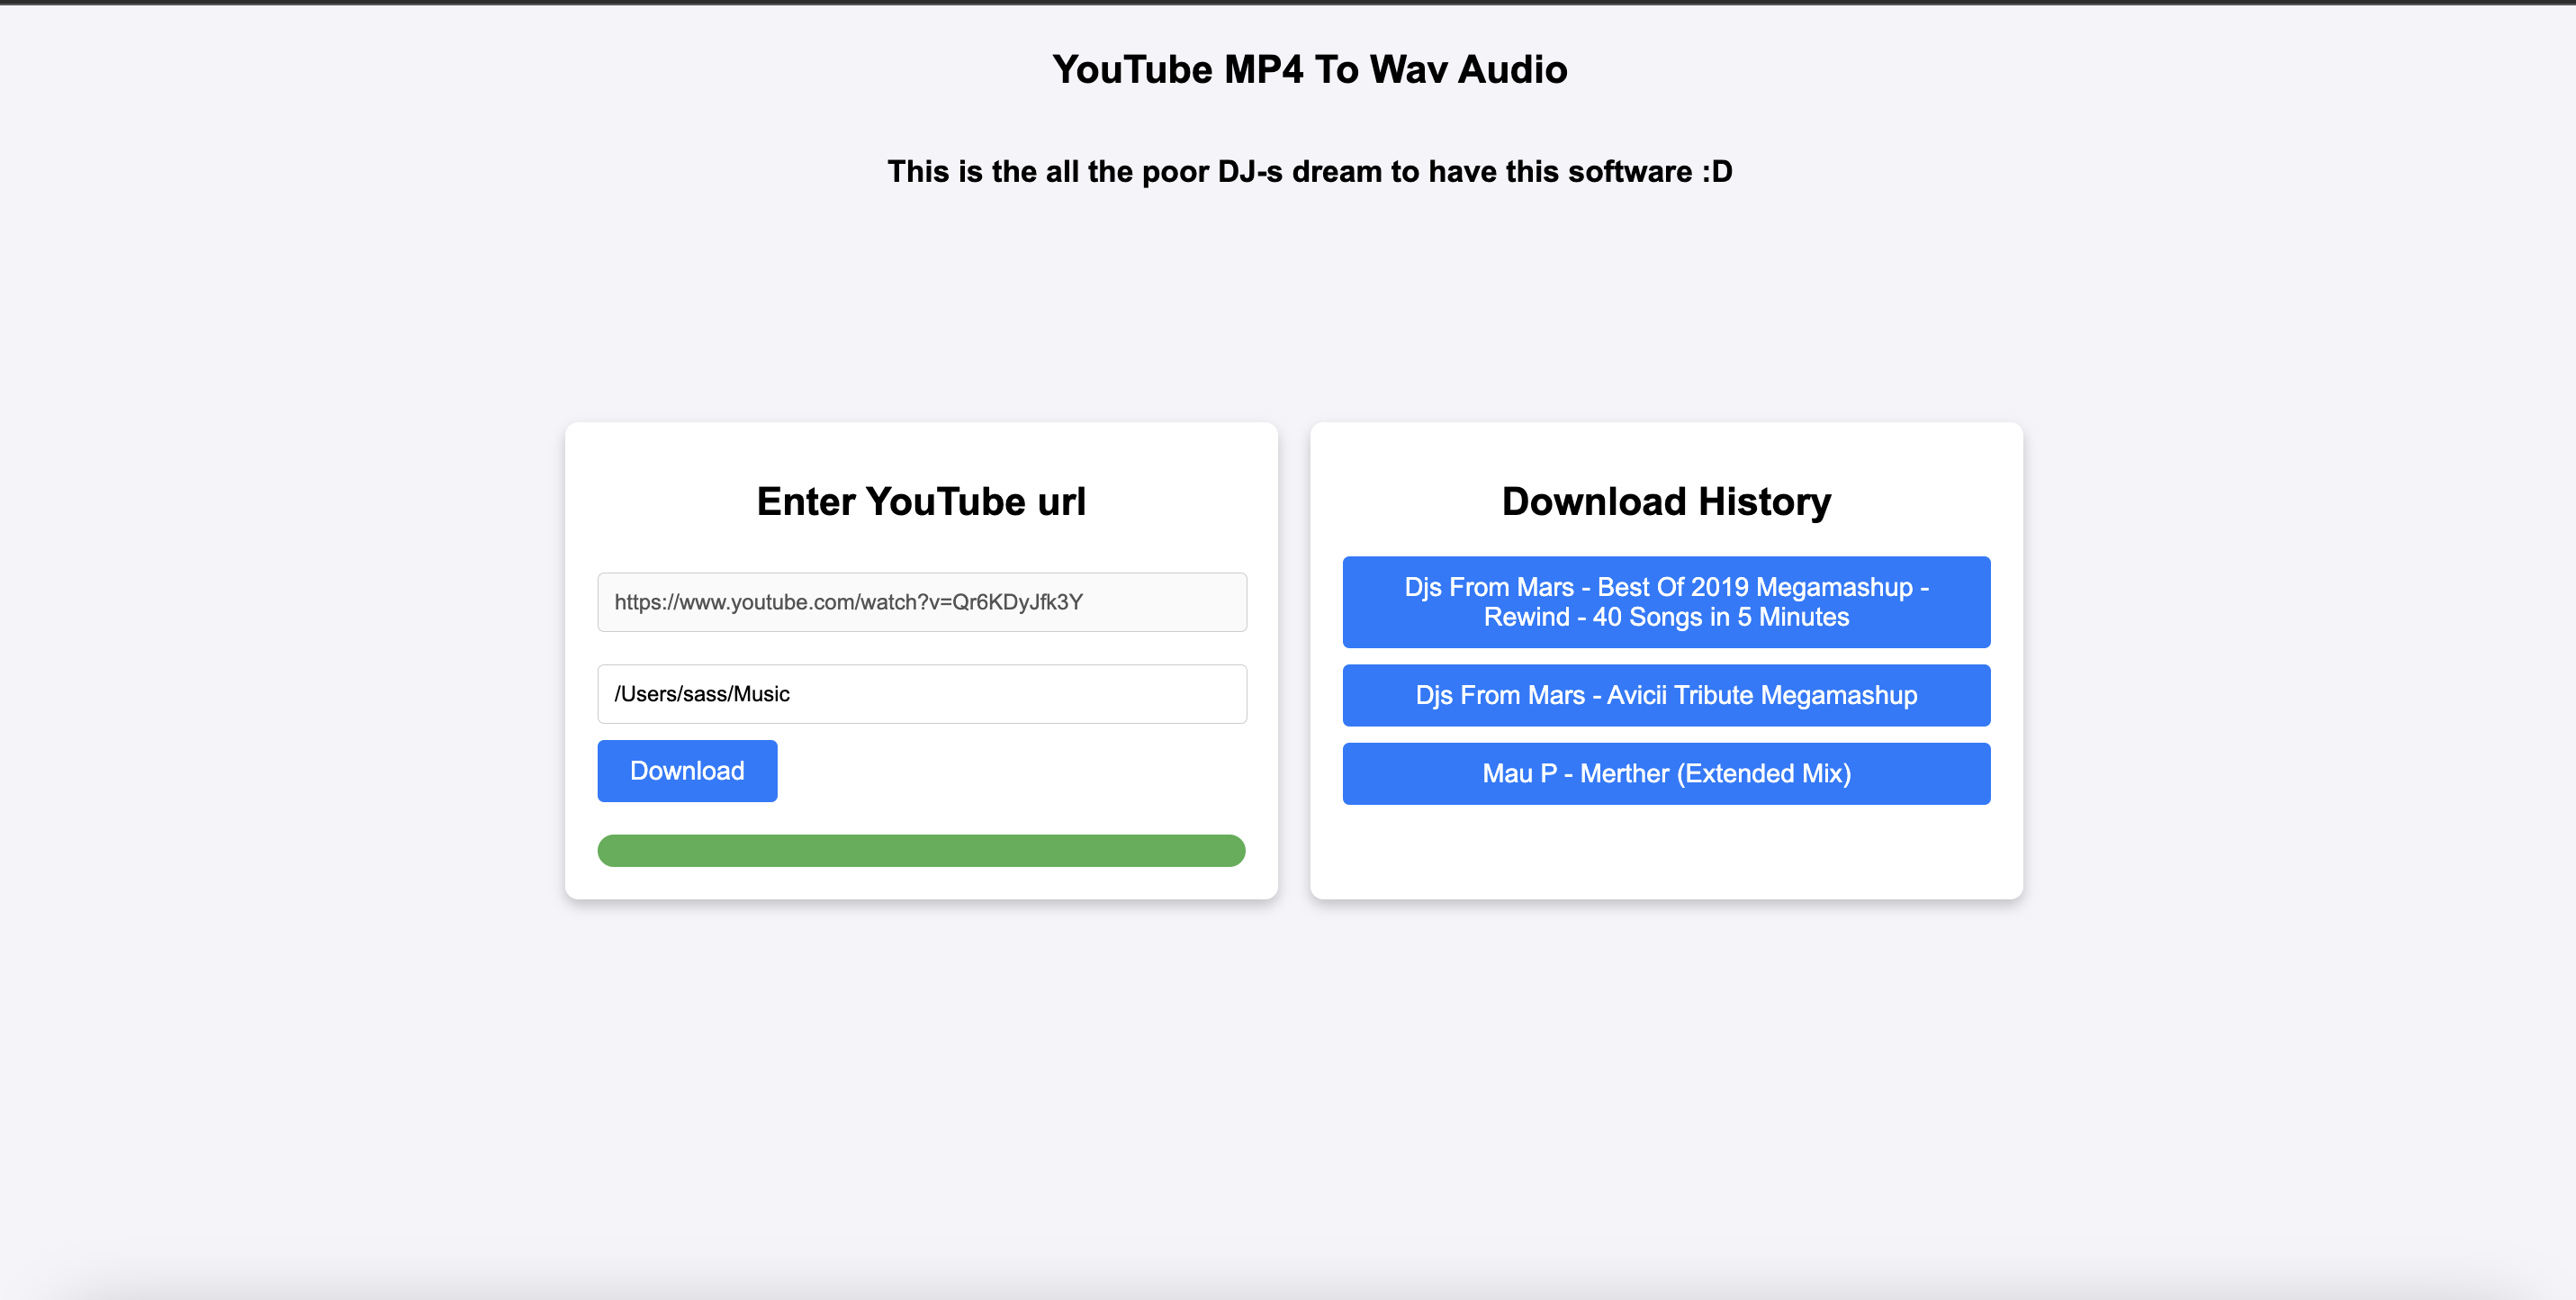 YouTube MP4 To Wav Audio
This is the all the poor DJ-s dream to have this software :D
Enter YouTube url
https://www.youtube.com/watch?v=Qr6KDyJfk3Y
/Users/sass/Music
Download
Download History
Djs From Mars - Best Of 2019 Megamashup -
Rewind - 40 Songs in 5 Minutes
Djs From Mars - Avicii Tribute Megamashup
Mau P - Merther (Extended Mix)